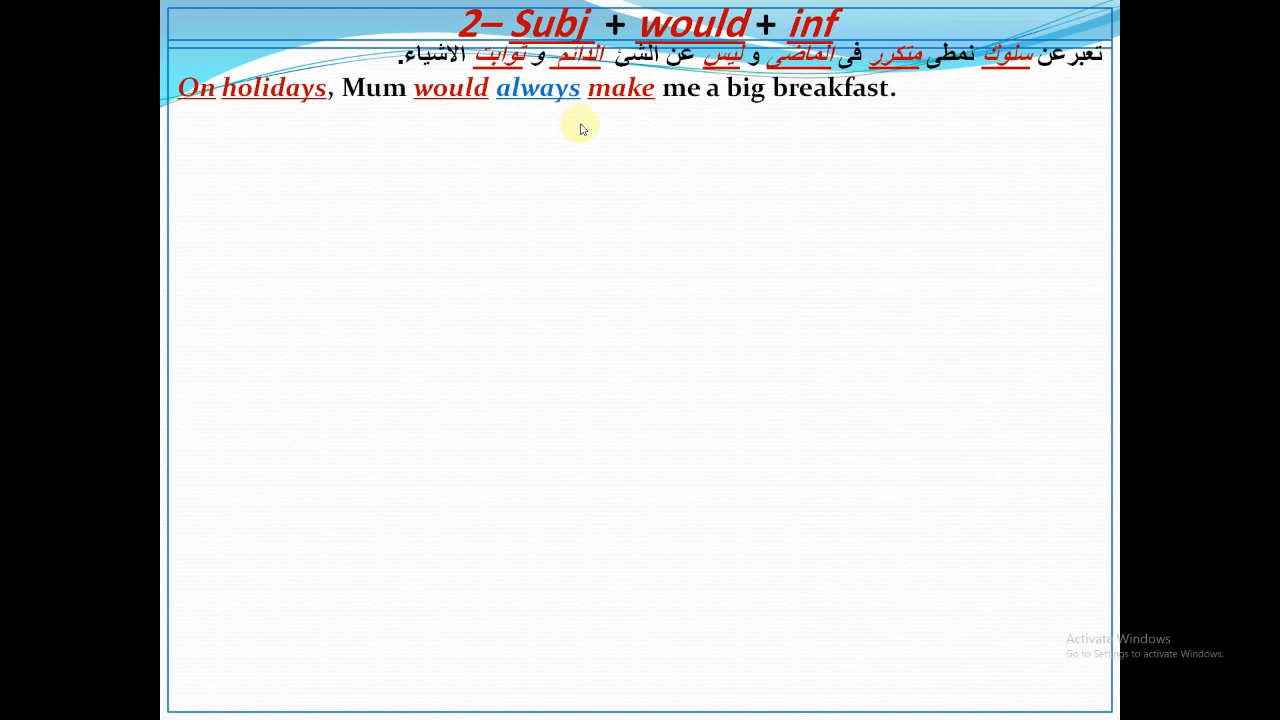 2– Subj + would + inf
تعبر عن سلوك نمطى متكرر فى الماضى و ليس عن الشئ الدائم و ثوابت الاشياء.
On holidays, Mum would always make me a big breakfast.
Activate Windows
Go to Settings to activate Windows.